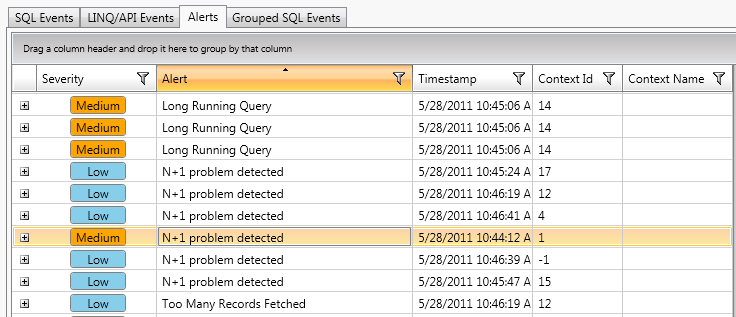 SQL Events LINQ/API Events Alerts Grouped SQL Events
Drag a column header and drop it here to group by that column
Severity Alert Timestamp Context Id Context Name
Medium Long Running Query 5/28/2011 10:45:06 A 14
Medium Long Running Query 5/28/2011 10:45:06 A 14
Medium Long Running Query 5/28/2011 10:45:06 A 14
Low N+1 problem detected 5/28/2011 10:45:24 A 17
Low N+1 problem detected 5/28/2011 10:46:19 A 12
Low N+1 problem detected 5/28/2011 10:46:41 A 4
Medium N+1 problem detected 5/28/2011 10:44:12 A 1
Low N+1 problem detected 5/28/2011 10:46:39 A -1
Low N+1 problem detected 5/28/2011 10:45:47 A 15
Low Too Many Records Fetched 5/28/2011 10:46:19 A 12